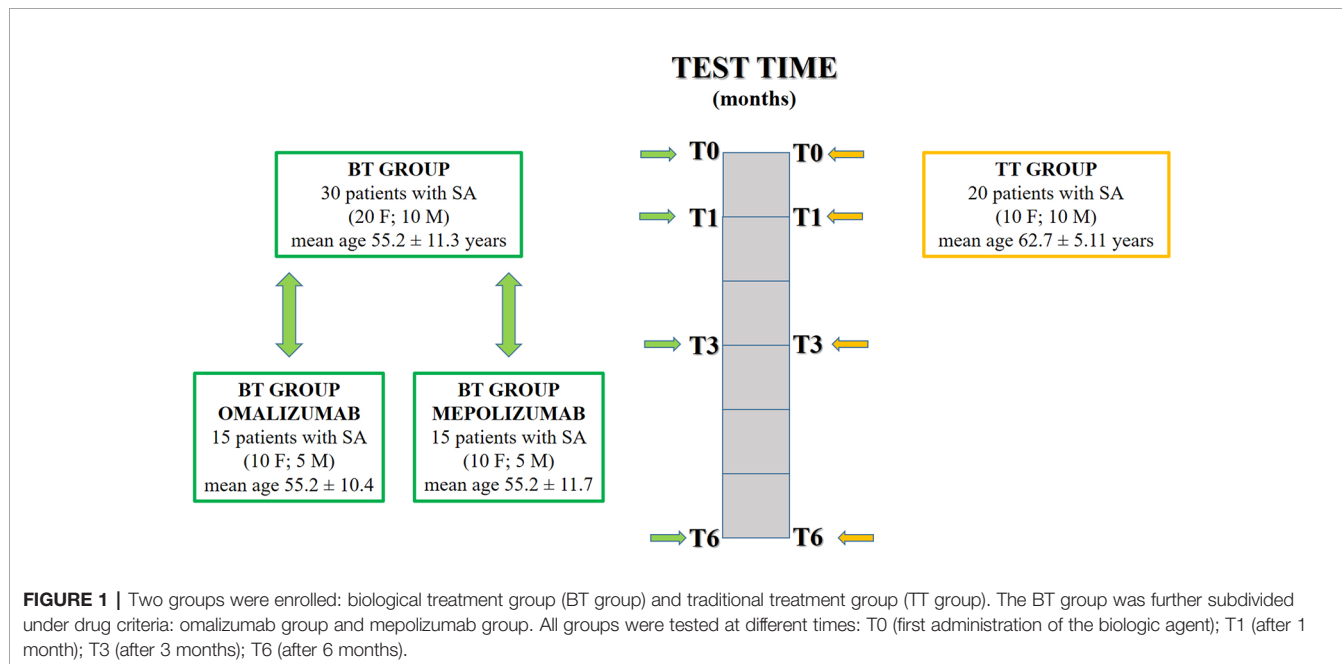 TEST TIME
(months)
BT GROUP
30 patients with SA
(20 F; 10 M)
mean age 55.2 ± 11.3 years
BT GROUP
OMALIZUMAB
15 patients with SA
(10 F; 5 M)
mean age 55.2 ± 10.4
BT GROUP
MEPOLIZUMAB
15 patients with SA
(10 F; 5 M)
mean age 55.2 ± 11.7
T0
T1
T3
T6
T0
T1
T3
T6
TT GROUP
20 patients with SA
(10 F; 10 M)
mean age 62.7 ± 5.11 years
FIGURE 1 | Two groups were enrolled: biological treatment group (BT group) and traditional treatment group (TT group). The BT group was further subdivided
under drug criteria: omalizumab group and mepolizumab group. All groups were tested at different times: T0 (first administration of the biologic agent); T1 (after 1
month); T3 (after 3 months); T6 (after 6 months).